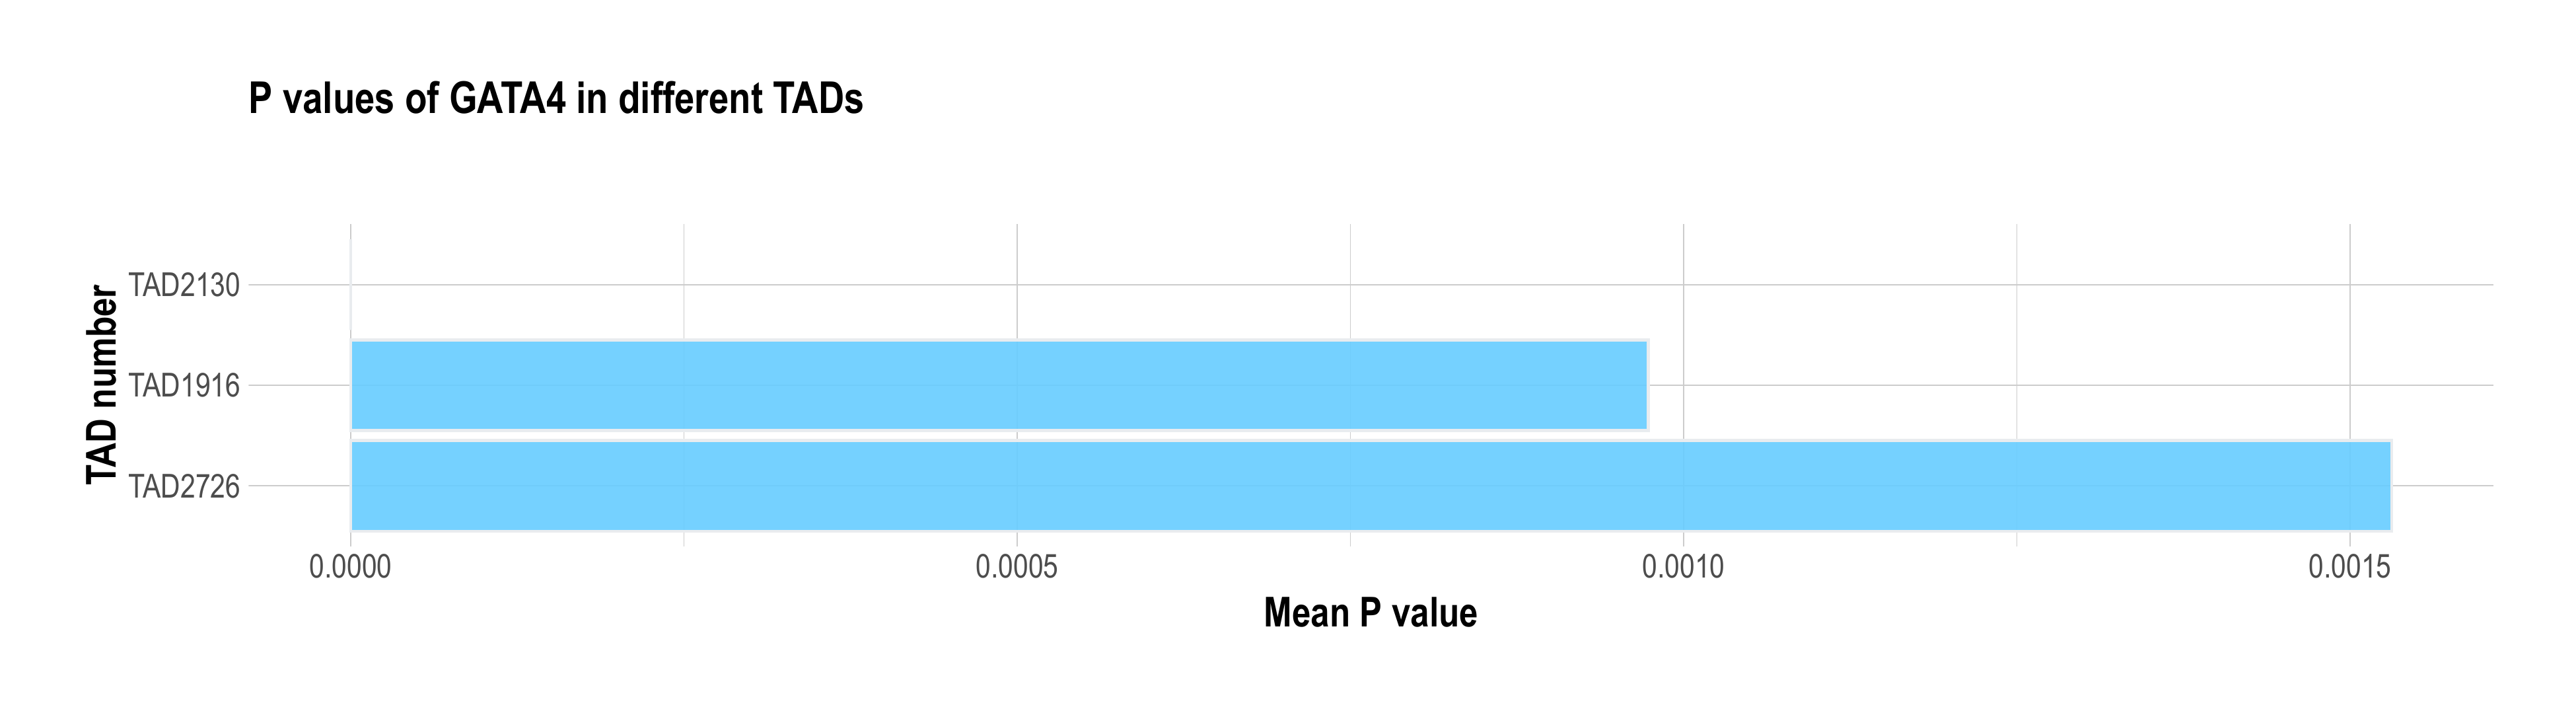 P values of GATA4 in different TADs
TAD number
TAD2130
TAD1916
TAD2726
0.0000 0.0005 0.0010 0.0015
Mean P value